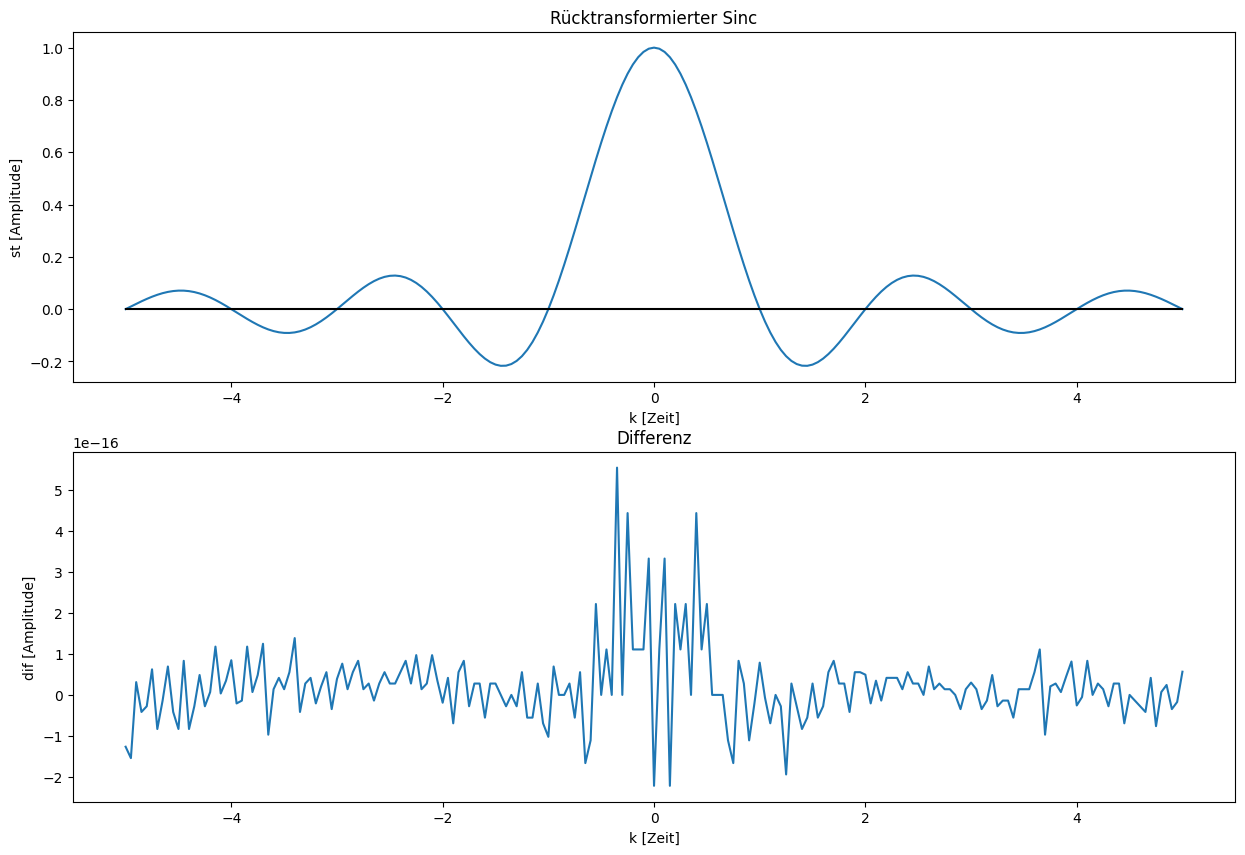 Rücktransformierter Sinc
1.0
0.8
0.6
0.4
0.2
0.0
−0.2
st [Amplitude]
−4 −2 0 2 4
k [Zeit]
Differenz
1e−16
5
4
3
2
1
0
−1
−2
dif [Amplitude]
−4 −2 0 2 4
k [Zeit]